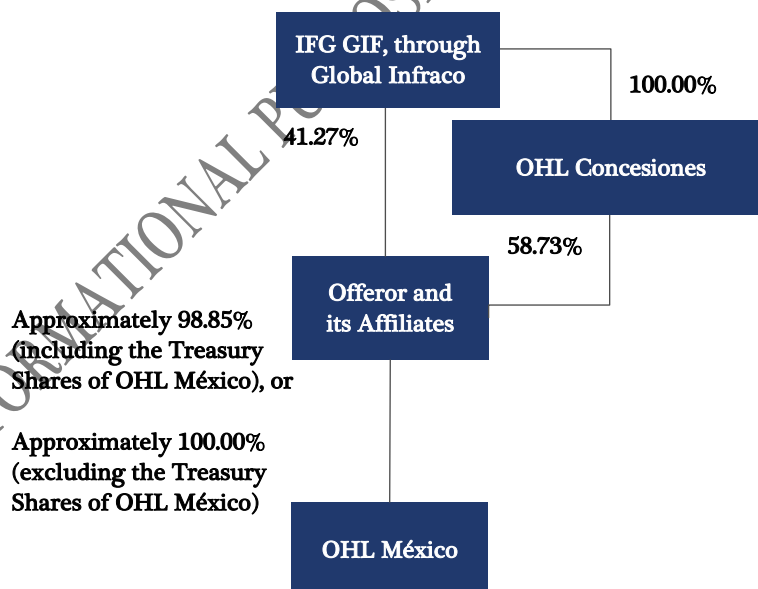 IFG GIF, through
Global Infraco
100.00%
41.27%
OHL Concesiones
58.73%
Offeror and
its Affiliates
Approximately 98.85%
(including the Treasury
Shares of OHL México), or
Approximately 100.00%
(excluding the Treasury
Shares of OHL México)
OHL México